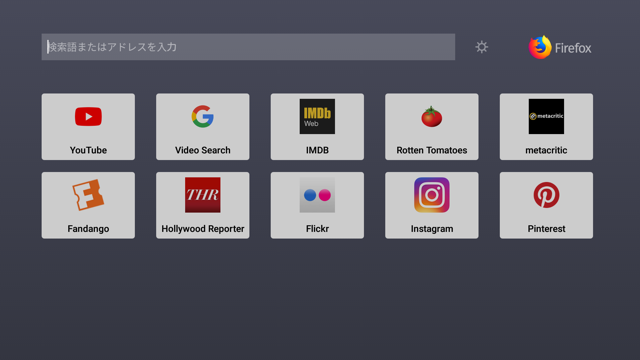 検索語またはアドレスを入力
Firefox
YouTube
Video Search
IMDb
Web
IMDB
Rotten Tomatoes
metacritic
metacritic
Fandango
THR
Hollywood Reporter
Flickr
Instagram
Pinterest